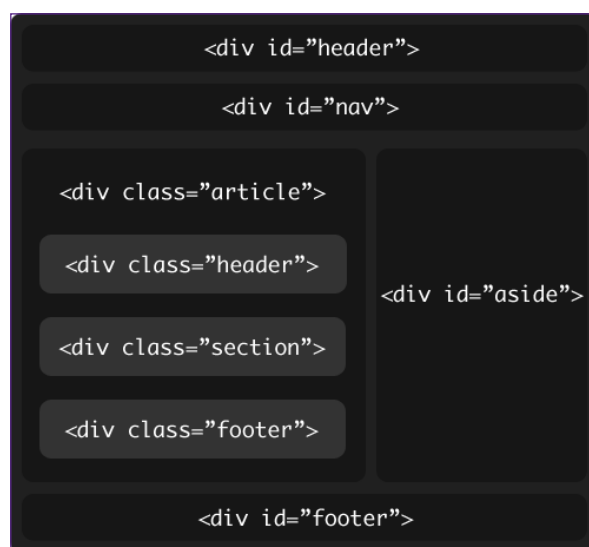 <div id=”header”>
<div id=”nav”>
<div class=”article”>
<div class=”header”>
<div class=”section”>
<div class=”footer”>
<div id=”aside”>
<div id=”footer”>